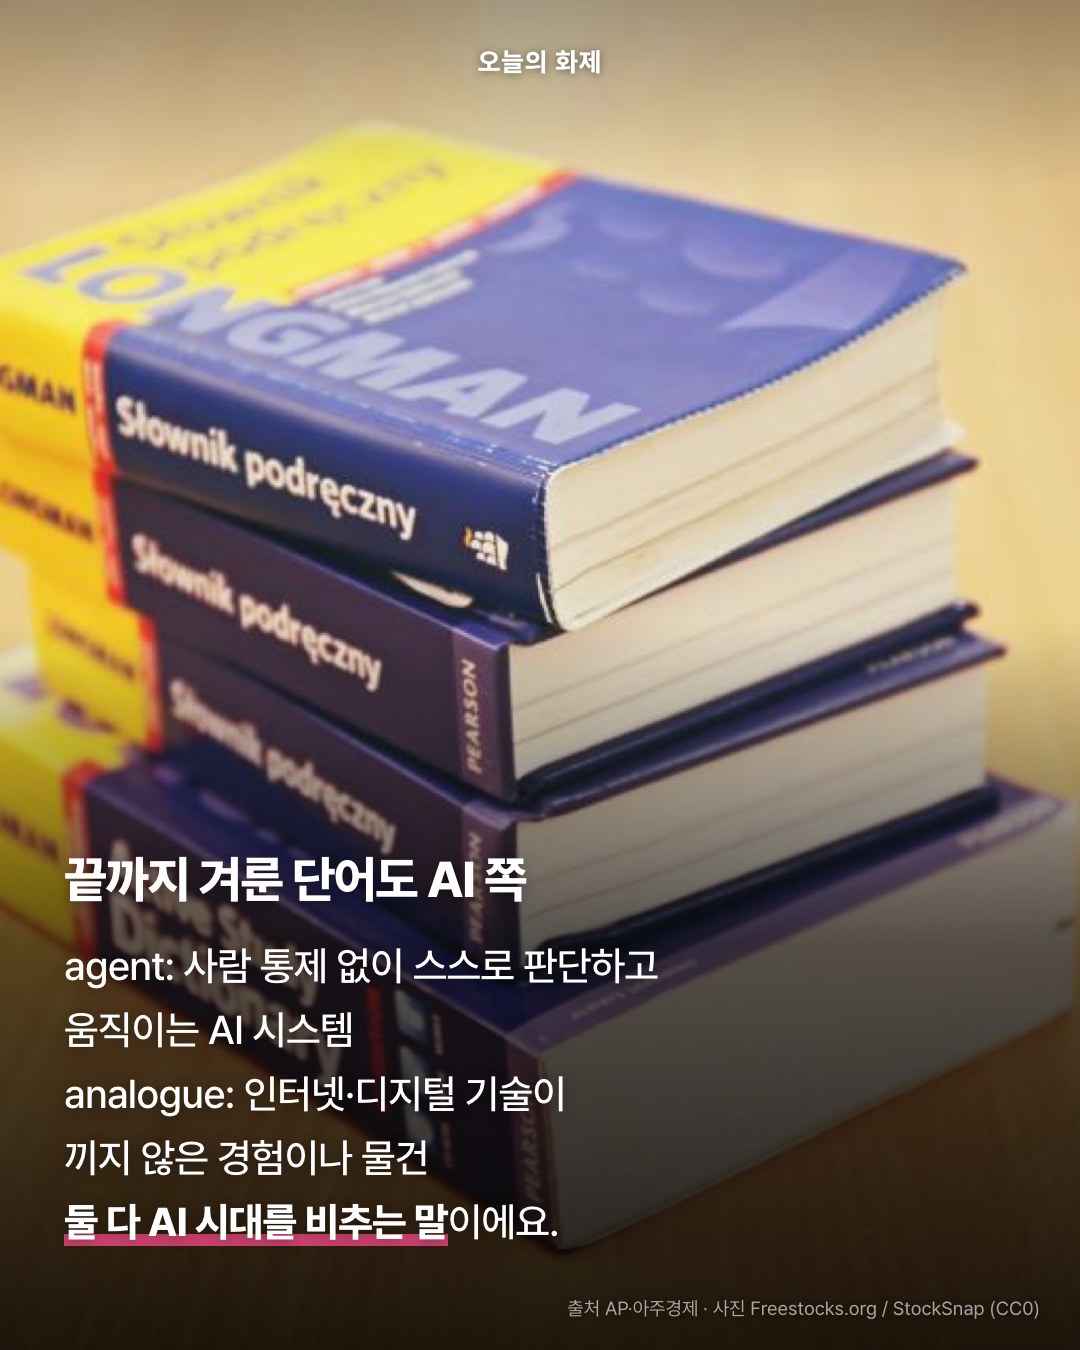 오늘의 화제
Słownik
podręczny
LONGMAN
GMAN
Słownik podręczny
LONGMAN
Słownik podręczny
PEARSON
Słownik podręczny
끝까지 겨룬 단어도 AI 쪽
agent: 사람 통제 없이 스스로 판단하고
움직이는 AI 시스템
analogue: 인터넷·디지털 기술이
끼지 않은 경험이나 물건
둘 다 AI 시대를 비추는 말이에요.
출처 AP·아주경제 · 사진 Freestocks.org / StockSnap (CC0)